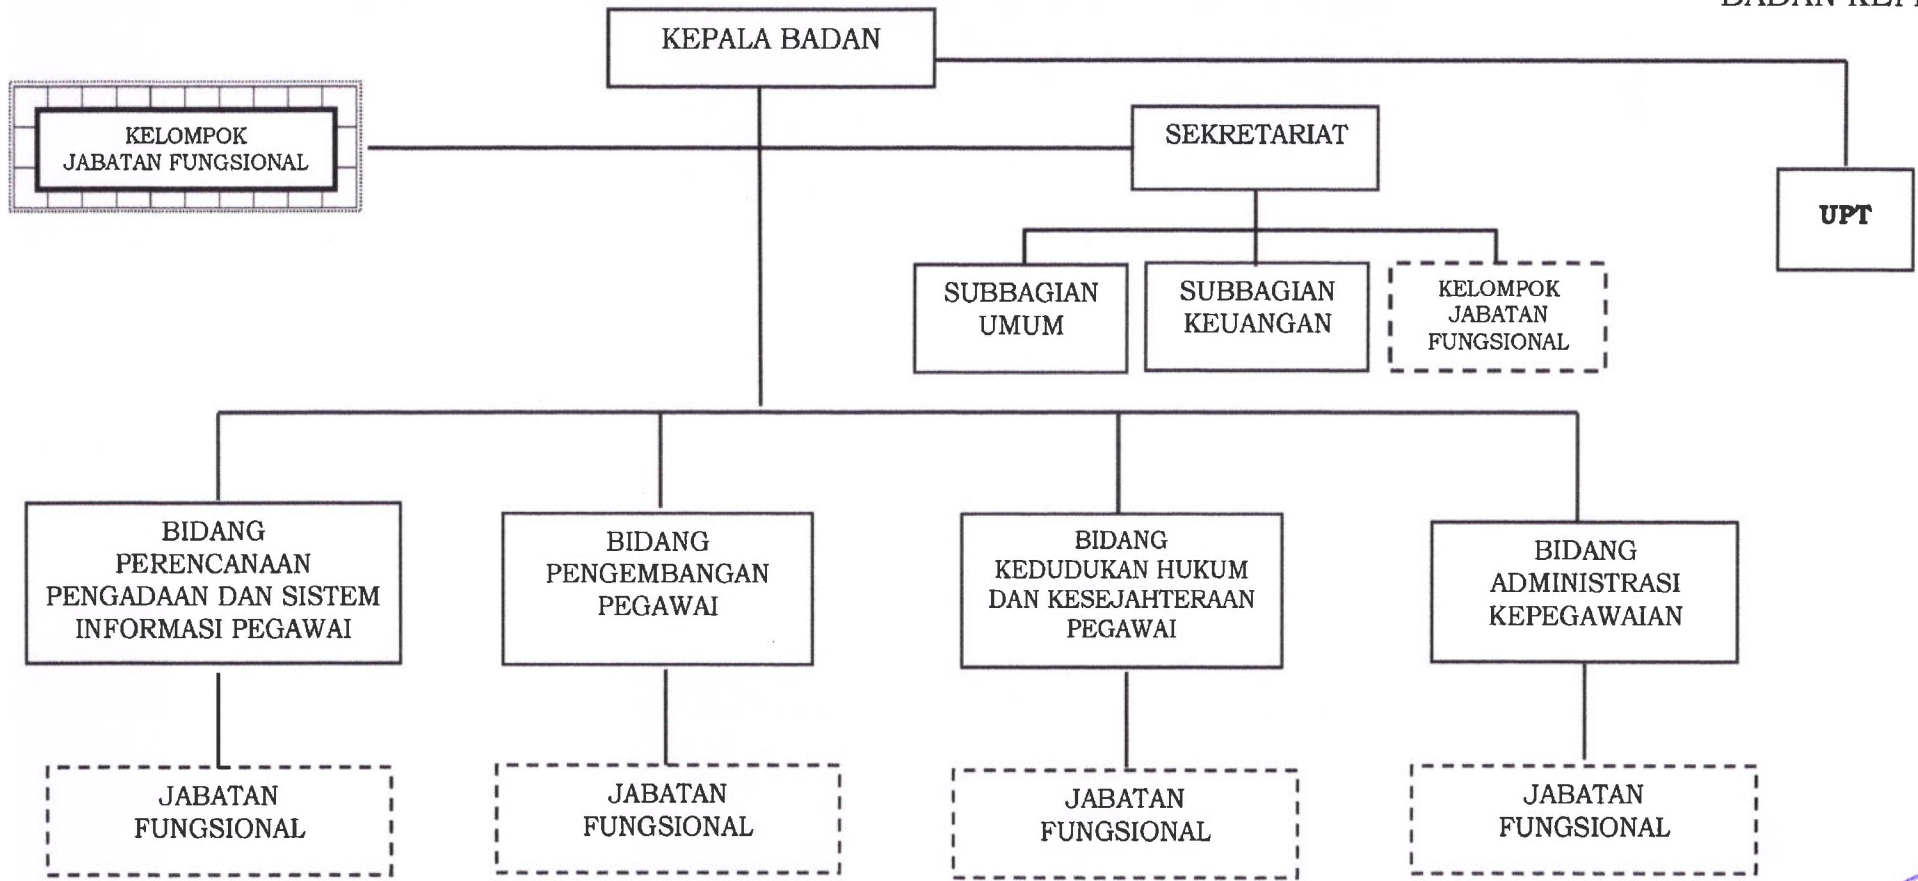 KEPALA BADAN
KELOMPOK
JABATAN FUNGSIONAL
SEKRETARIAT
UPT
SUBBAGIAN
UMUM
SUBBAGIAN
KEUANGAN
KELOMPOK
JABATAN
FUNGSIONAL
BIDANG
PERENCANAAN
PENGADAAN DAN SISTEM
INFORMASI PEGAWAI
BIDANG
PENGEMBANGAN
PEGAWAI
BIDANG
KEDUDUKAN HUKUM
DAN KESEJAHTERAAN
PEGAWAI
BIDANG
ADMINISTRASI
KEPEGAWAIAN
JABATAN
FUNGSIONAL
JABATAN
FUNGSIONAL
JABATAN
FUNGSIONAL
JABATAN
FUNGSIONAL